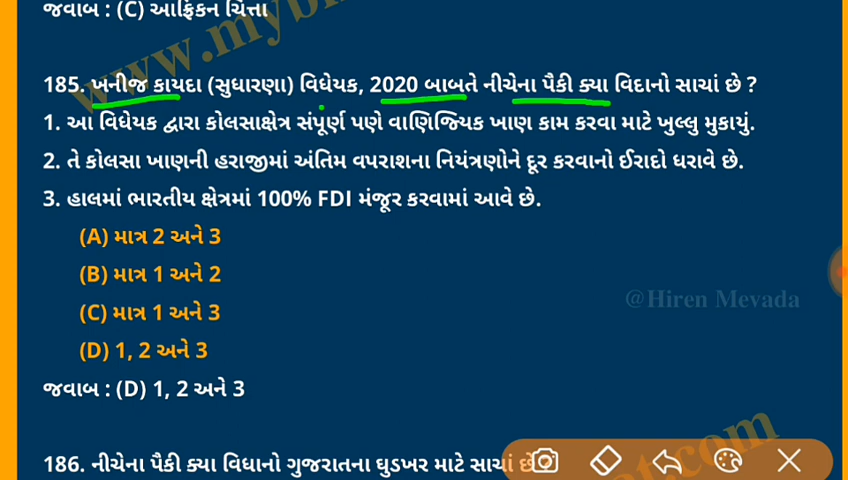 જવાબ : (C) આફ્રિકન ચિત્તા
185. ખનીજ કાયદા (સુધારણા) વિધેયક, 2020 બાબતે નીચેના પૈકી ક્યા વિદાનો સાચાં છે ?
1. આ વિધેયક દ્વારા કોલસાક્ષેત્ર સંપૂર્ણ પણે વાણિજ્યિક ખાણ કામ કરવા માટે ખુલ્લુ મુકાયું.
2. તે કોલસા ખાણની હરાજીમાં અંતિમ વપરાશના નિયંત્રણોને દૂર કરવાનો ઈરાદો ધરાવે છે.
3. હાલમાં ભારતીય ક્ષેત્રમાં 100% FDI મંજૂર કરવામાં આવે છે.
(A) માત્ર 2 અને 3
(B) માત્ર 1 અને 2
(C) માત્ર 1 અને 3
@Hiren Mevada
(D) 1, 2 અને 3
જવાબ : (D) 1, 2 અને 3
186. નીચેના પૈકી ક્યા વિધાનો ગુજરાતના ઘુડખર માટે સાચાં છે ?